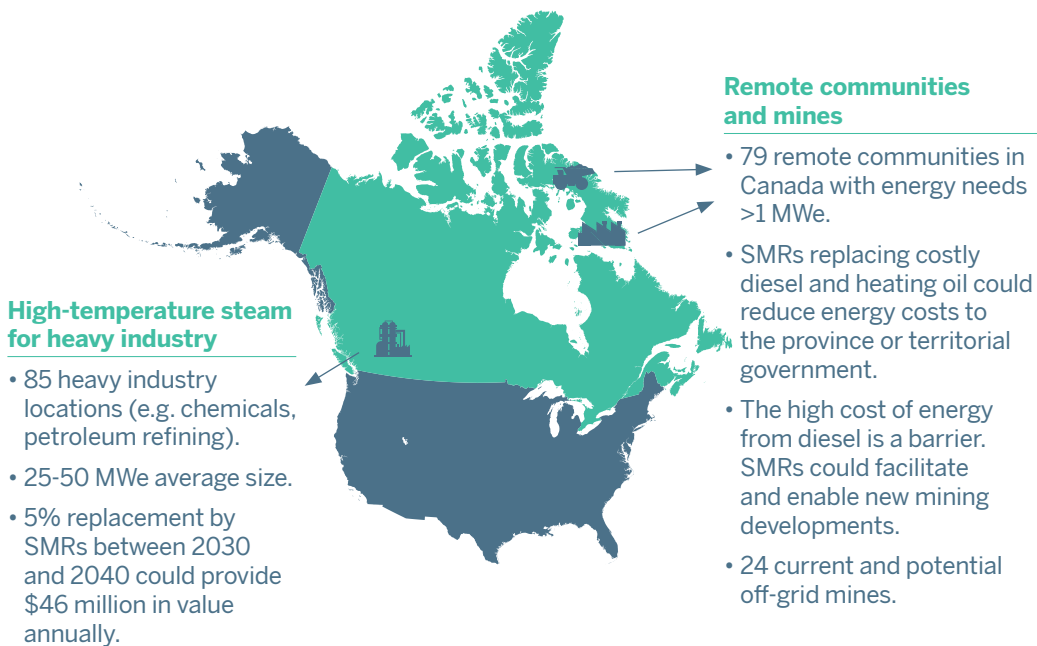 Remote communities
and mines
• 79 remote communities in
Canada with energy needs
>1 MWe.
• SMRs replacing costly
diesel and heating oil could
reduce energy costs to
the province or territorial
government.
• The high cost of energy
from diesel is a barrier.
SMRs could facilitate
and enable new mining
developments.
• 24 current and potential
off-grid mines.
High-temperature steam
for heavy industry
• 85 heavy industry
locations (e.g. chemicals,
petroleum refining).
• 25-50 MWe average size.
• 5% replacement by
SMRs between 2030
and 2040 could provide
$46 million in value
annually.